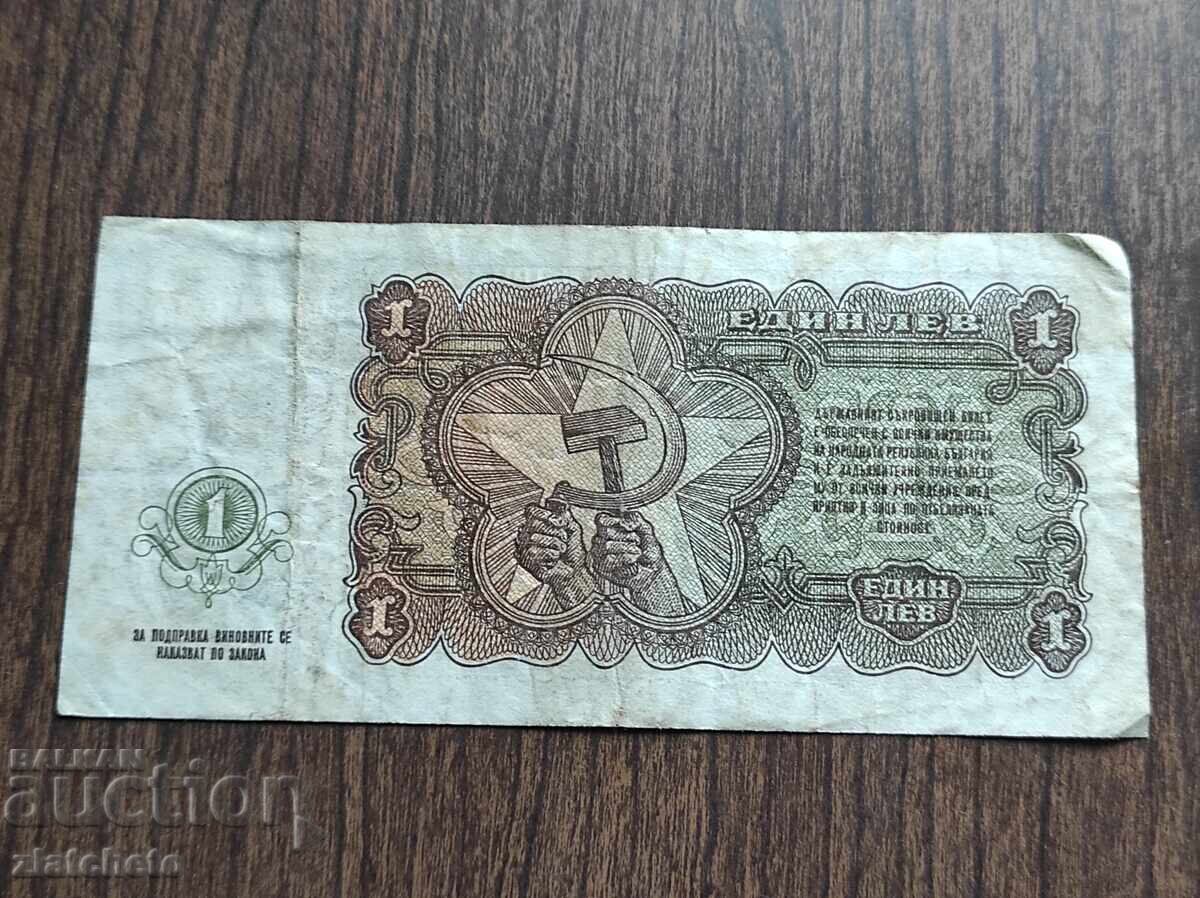 1
ЕДИН ЛЕВ
1
ДЪРЖАВНИЯТ СЪКРОВИЩЕН БИЛЕТ
Е ОБЕЗПЕЧЕН С ВСИЧКИ ИМУЩЕСТВА
НА НАРОДНАТА РЕПУБЛИКА БЪЛГАРИЯ
И Е ЗАДЪЛЖИТЕЛНО ПРИЕМАНЕТО
МУ ОТ ВСИЧКИ УЧРЕЖДЕНИЯ, ПРЕД-
ПРИЯТИЯ И ЛИЦА ПО ОТБЕЛЯЗАНАТА
СТОЙНОСТ
1
ЗА ПОДПРАВКА ВИНОВНИТЕ СЕ
НАКАЗВАТ ПО ЗАКОНА
1
ЕДИН
ЛЕВ
1
BALKAN
auction
zlatcheto